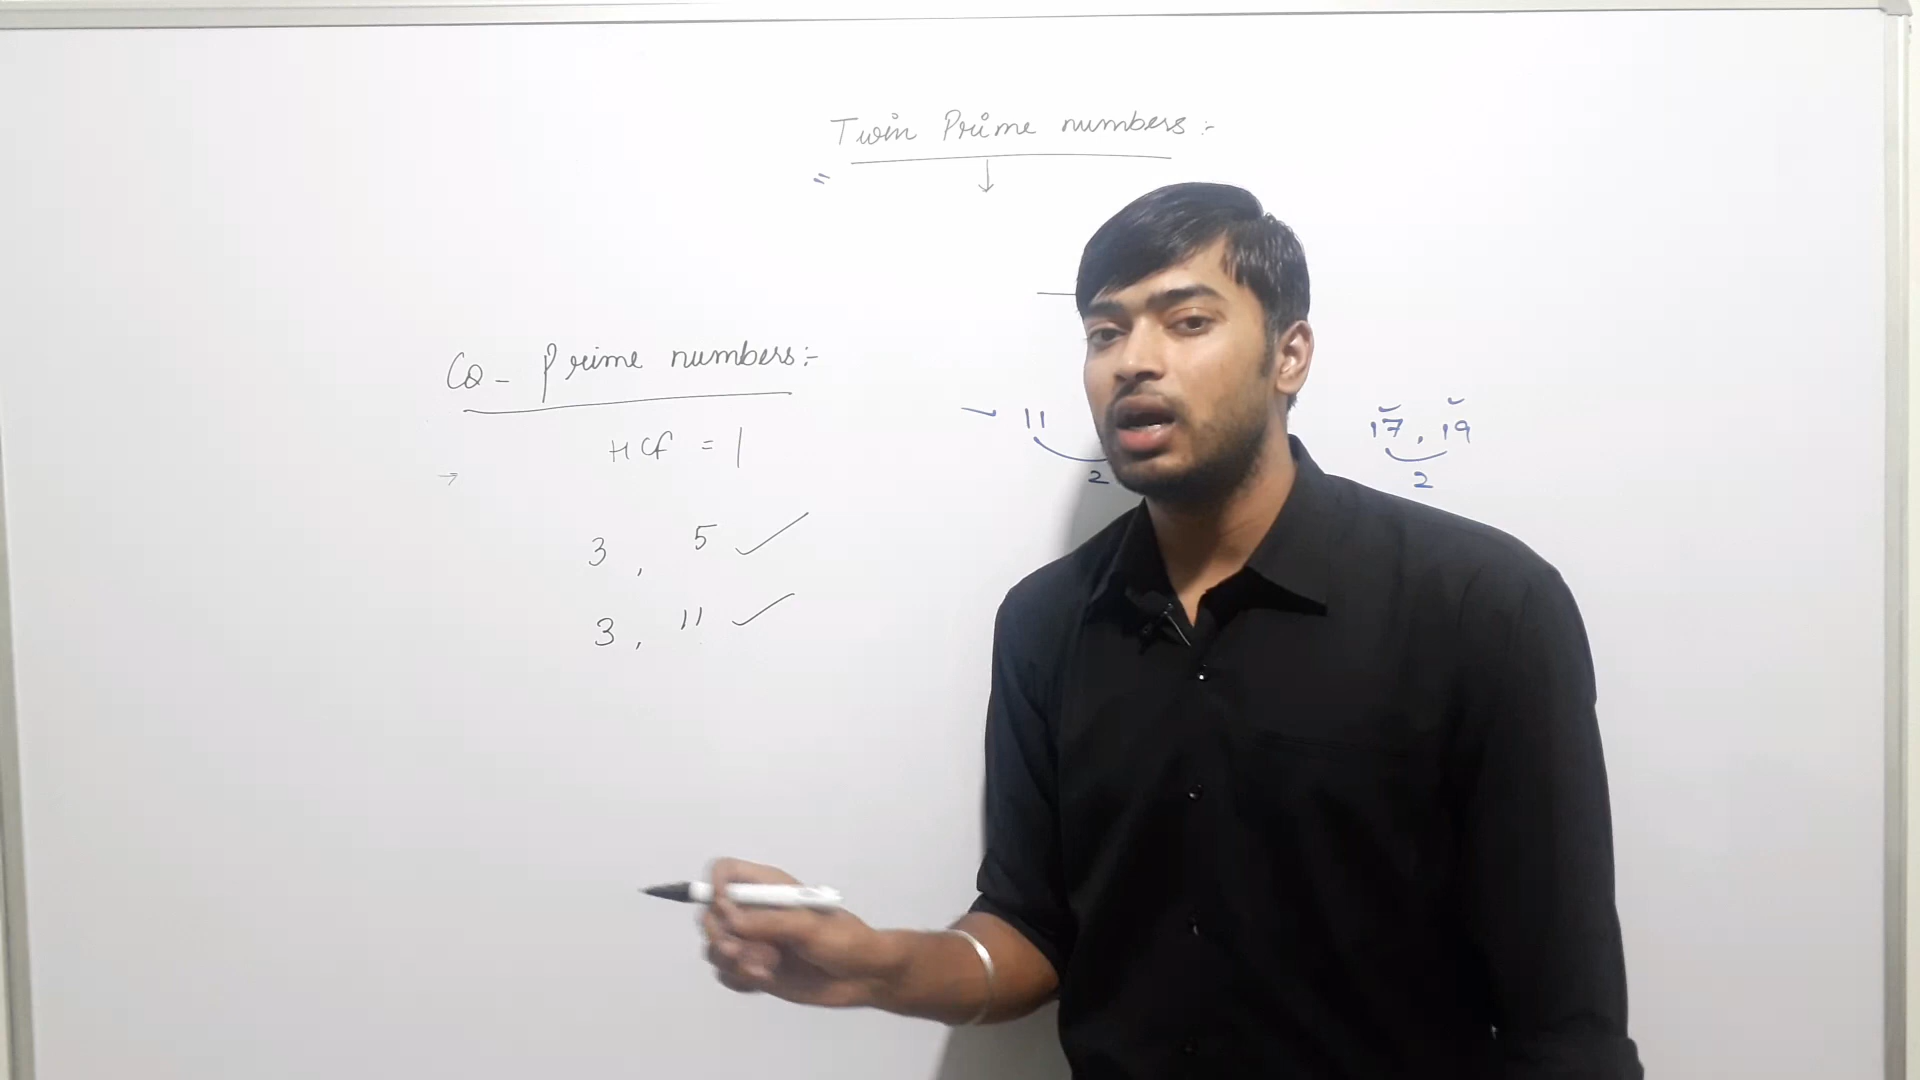 Twin Prime numbers :-
Co - Prime numbers :-
HCf = 1
3 , 5
3 , 11
11
2
17 , 19
2